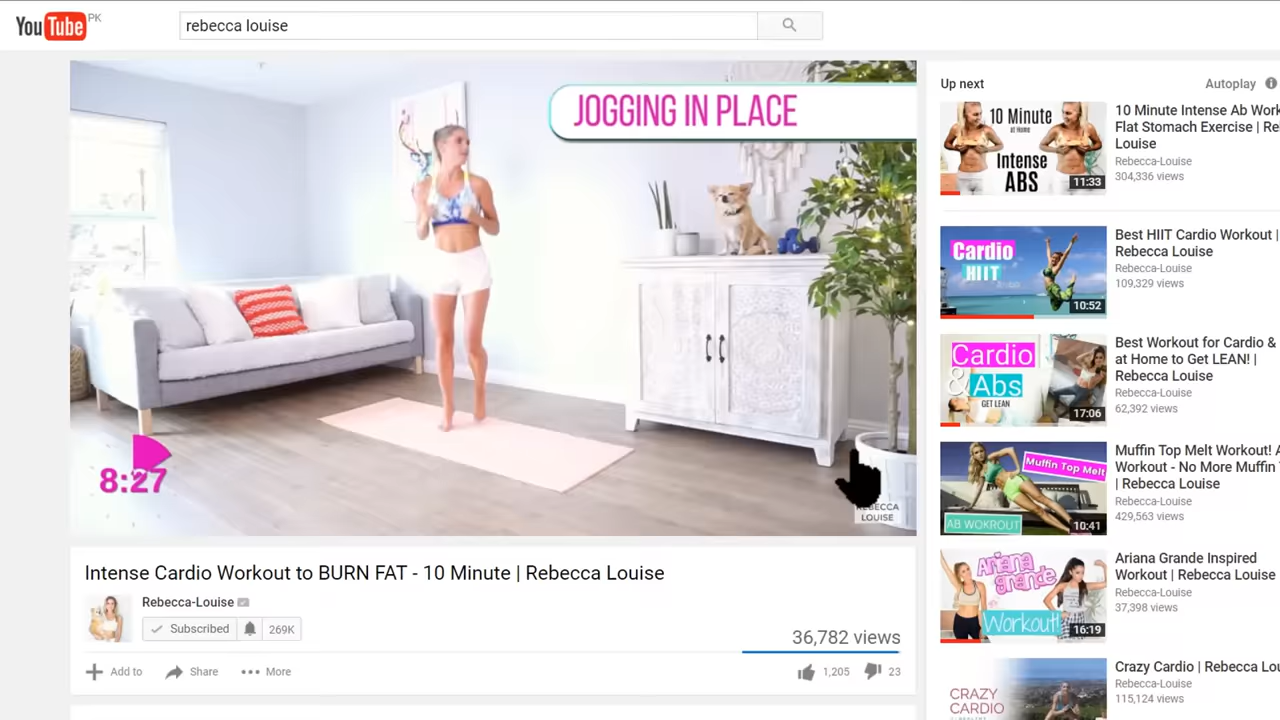 YouTube PK
rebecca louise
JOGGING IN PLACE
8:27
REBECCA
LOUISE
Intense Cardio Workout to BURN FAT - 10 Minute | Rebecca Louise
Rebecca-Louise
Subscribed
269K
36,782 views
Add to
Share
More
1,205
23
Up next
Autoplay
10 Minute
at Home
Intense
ABS
11:33
10 Minute Intense Ab Work
Flat Stomach Exercise | Re
Louise
Rebecca-Louise
304,336 views
Cardio
HIIT
10:52
Best HIIT Cardio Workout |
Rebecca Louise
Rebecca-Louise
109,329 views
Cardio
& Abs
GET LEAN
17:06
Best Workout for Cardio &
at Home to Get LEAN! |
Rebecca Louise
Rebecca-Louise
62,392 views
Muffin Top Melt
AB WOKROUT
10:41
Muffin Top Melt Workout! A
Workout - No More Muffin
| Rebecca Louise
Rebecca-Louise
429,563 views
Ariana
grande
Workout!
16:19
Ariana Grande Inspired
Workout | Rebecca Louise
Rebecca-Louise
37,398 views
CRAZY
CARDIO
Crazy Cardio | Rebecca Lou
Rebecca-Louise
115,124 views